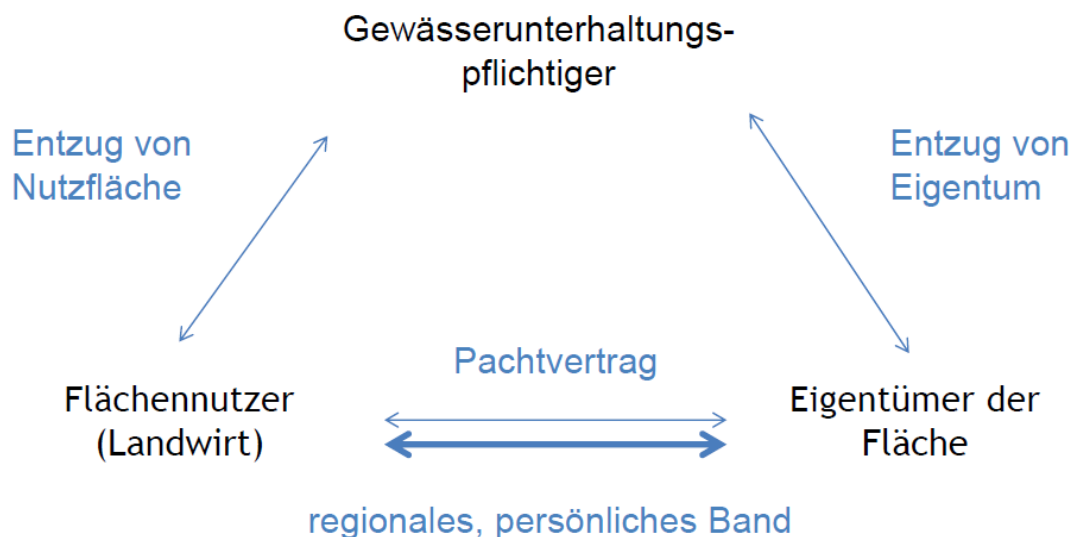 Gewässerunterhaltungs-
pflichtiger
Entzug von
Nutzfläche
Entzug von
Eigentum
Pachtvertrag
Flächennutzer
(Landwirt)
Eigentümer der
Fläche
regionales, persönliches Band